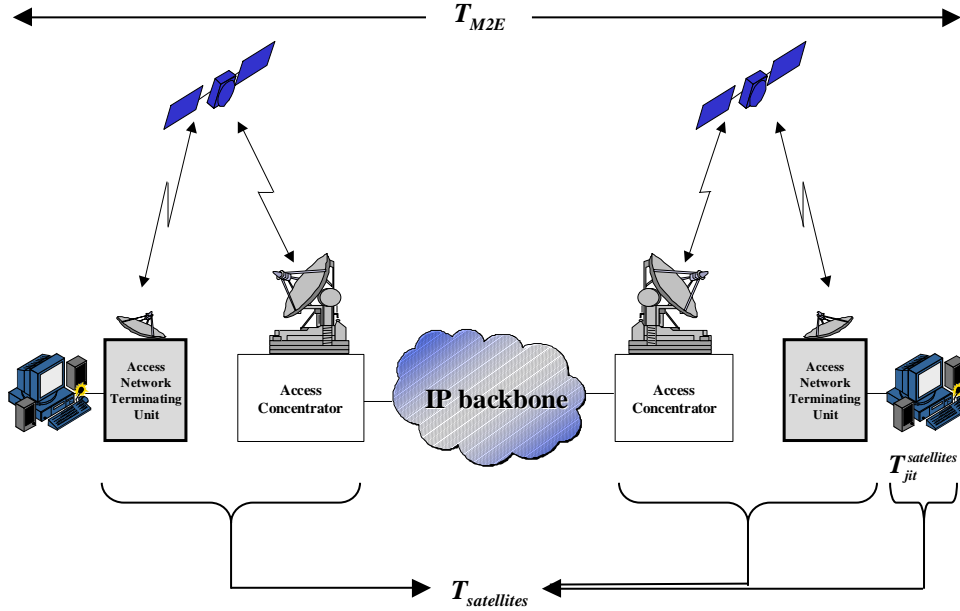 T_M2E
Access
Network
Terminating
Unit
Access
Concentrator
IP backbone
Access
Concentrator
Access
Network
Terminating
Unit
T_jit^satellites
T_satellites